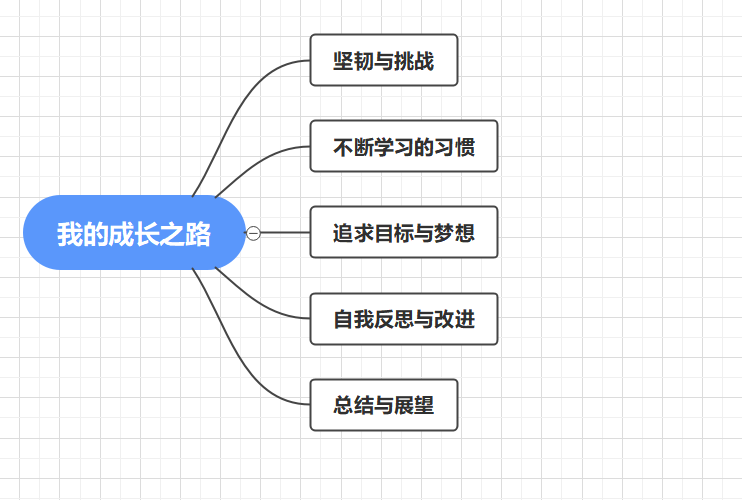 坚韧与挑战
不断学习的习惯
我的成长之路
追求目标与梦想
自我反思与改进
总结与展望